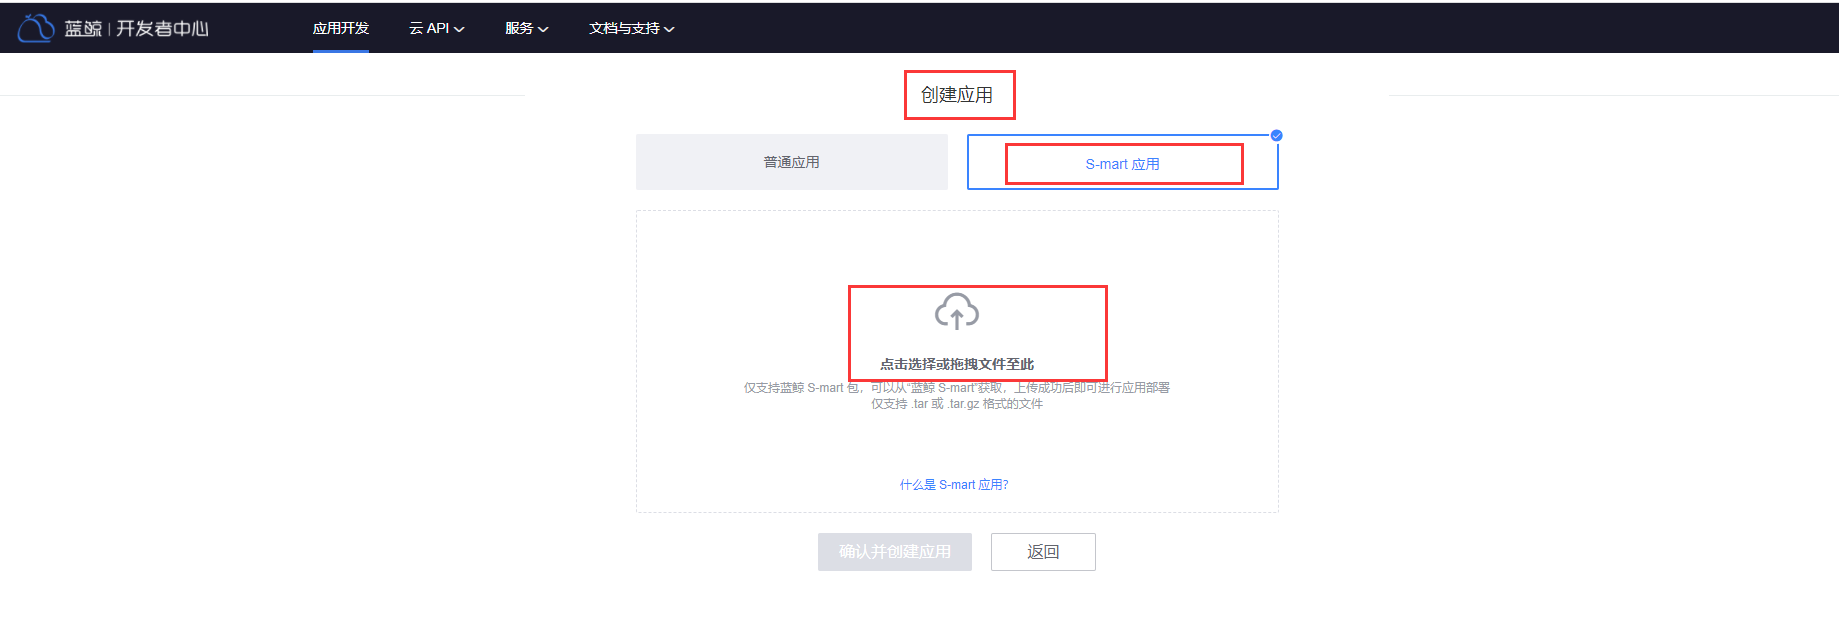 蓝鲸 | 开发者中心 应用开发 云 API 服务 文档与支持
创建应用
普通应用 S-mart 应用
点击选择或拖拽文件至此
仅支持蓝鲸 S-mart 包，可以从“蓝鲸 S-mart”获取，上传成功后即可进行应用部署
仅支持 .tar 或 .tar.gz 格式的文件
什么是 S-mart 应用?
确认并创建应用 返回